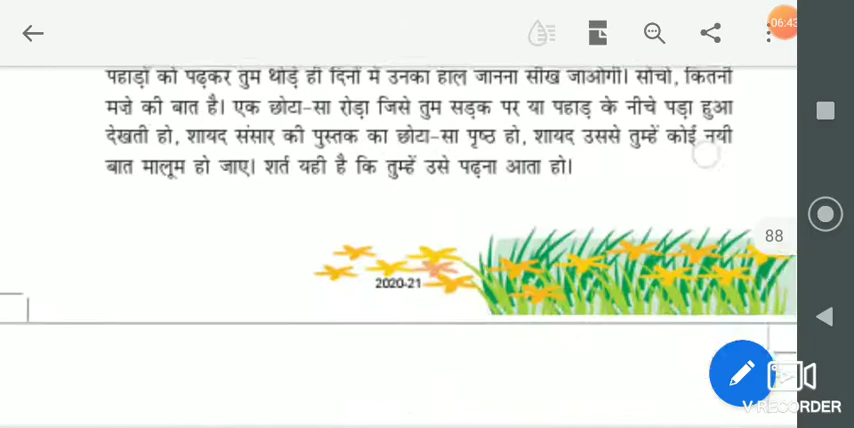 06:43
पहाड़ों को पढ़कर तुम थोड़े ही दिनों में उनका हाल जानना सीख जाओगी। सोचो, कितनी
मज़े की बात है। एक छोटा-सा रोड़ा जिसे तुम सड़क पर या पहाड़ के नीचे पड़ा हुआ
देखती हो, शायद संसार की पुस्तक का छोटा-सा पृष्ठ हो, शायद उससे तुम्हें कोई नयी
बात मालूम हो जाए। शर्त यही है कि तुम्हें उसे पढ़ना आता हो।
88
2020-21
V RECORDER